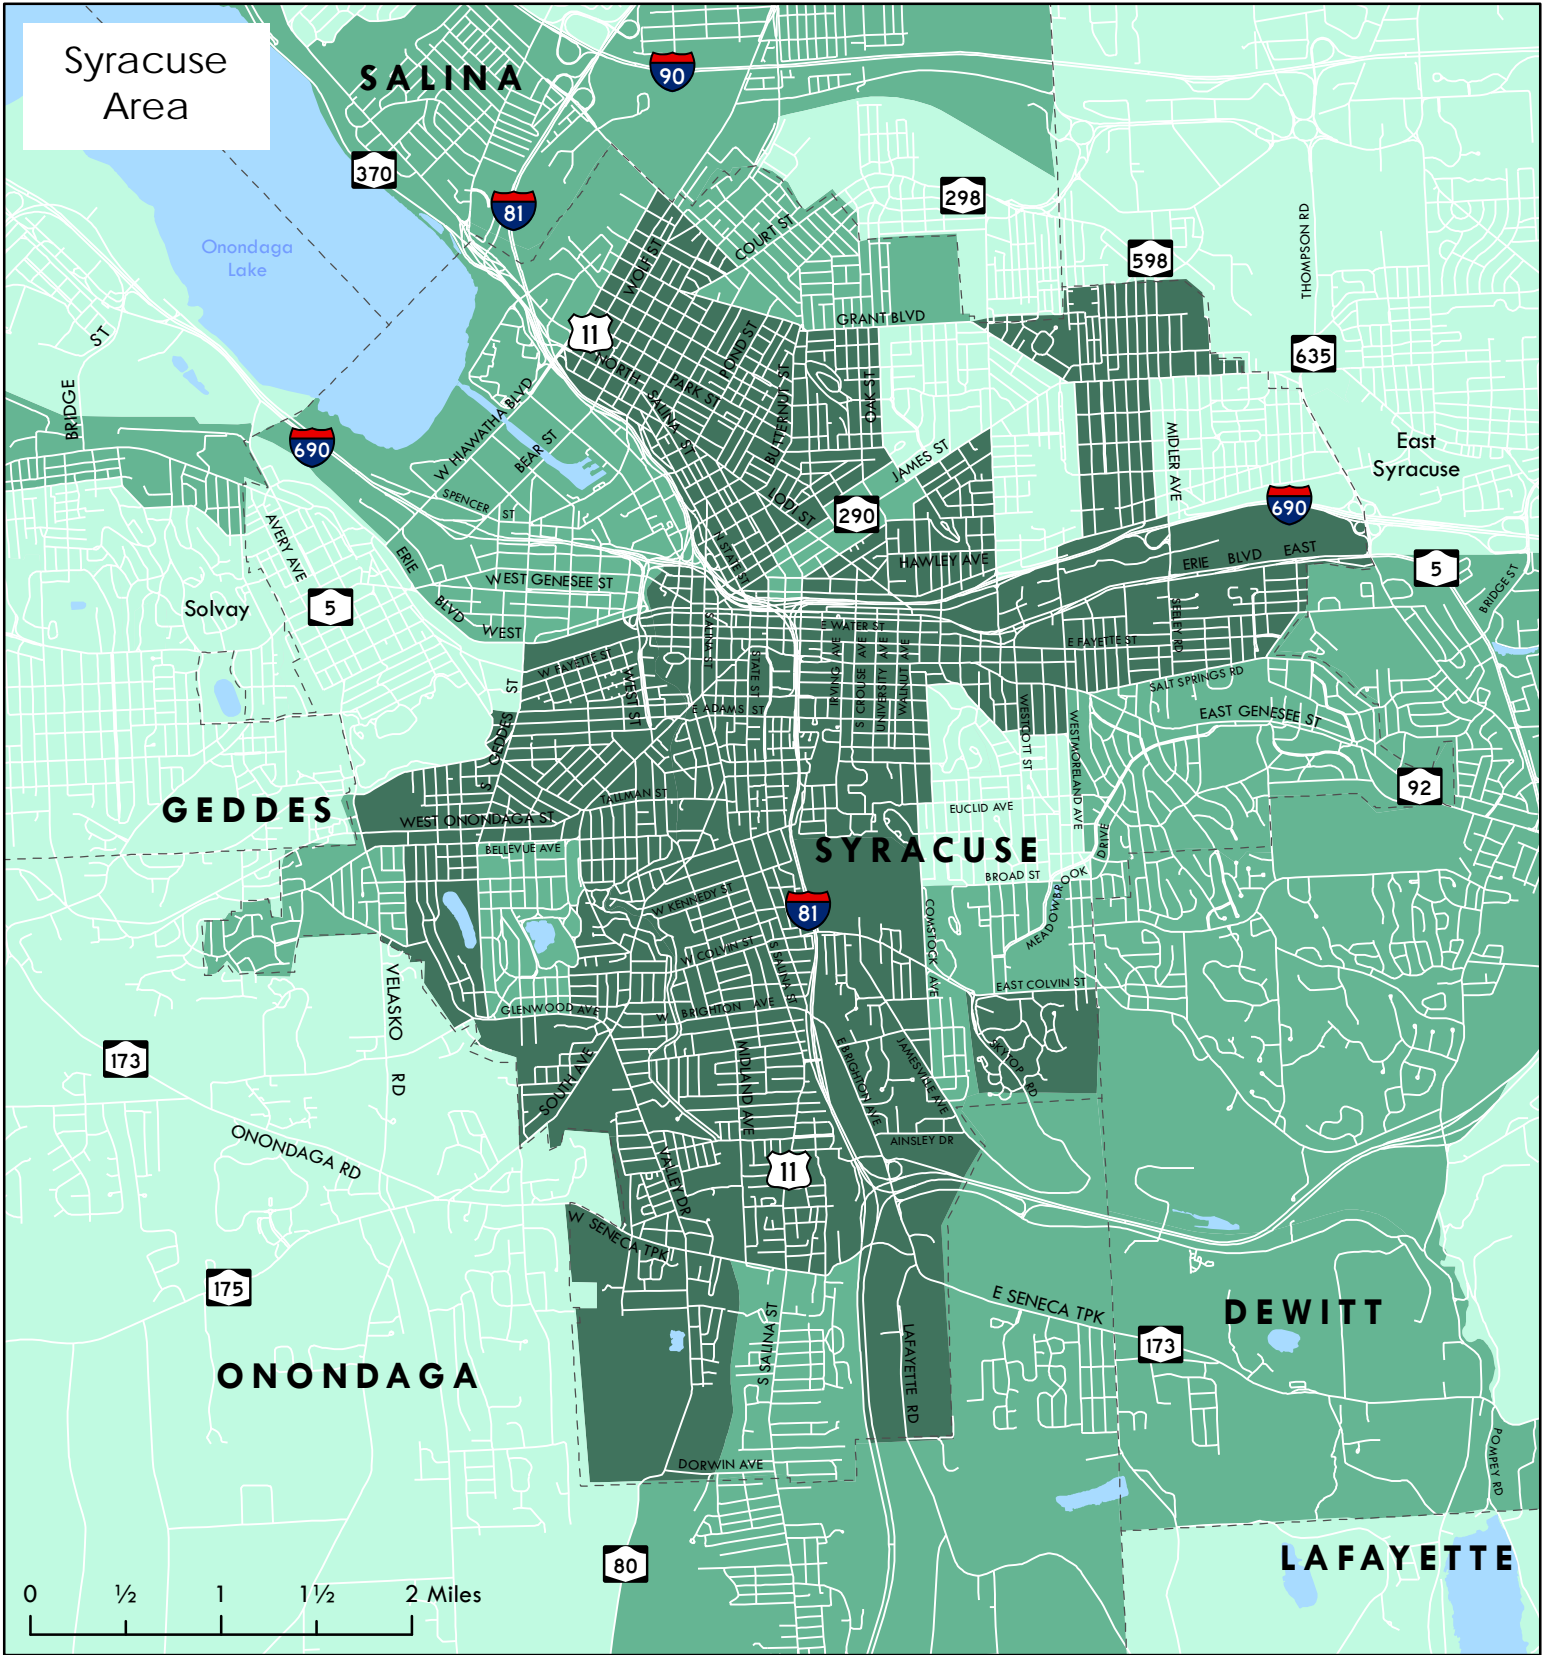 Syracuse
Area
SALINA
90
370
81
298
598
THOMPSON RD
Onondaga
Lake
WOLF ST
COURT ST
11
GRANT BLVD
635
ST
BRIDGE
NORTH
SALINA
ST
PARK ST
POND ST
BUTTERNUT ST
OAK ST
690
W HIAWATHA BLVD
BEAR ST
SPENCER ST
JAMES ST
MIDLER AVE
East
Syracuse
LODI ST
290
690
AVERY AVE
ERIE
BLVD
WEST
N STATE ST
HAWLEY AVE
ERIE BLVD EAST
5
BRIDGE ST
WEST GENESEE ST
Solvay
5
SALINA ST
E WATER ST
SEELEY RD
E FAYETTE ST
W FAYETTE ST
WEST ST
STATE ST
IRVING AVE
S CROUSE AVE
UNIVERSITY AVE
WALNUT AVE
SALT SPRINGS RD
S GEDDES ST
E ADAMS ST
WESTCOTT ST
WESTMORELAND AVE
EAST GENESEE ST
92
GEDDES
TALLMAN ST
WEST ONONDAGA ST
EUCLID AVE
BELLEVUE AVE
SYRACUSE
BROAD ST
MEADOWBROOK
DRIVE
W KENNEDY ST
81
COMSTOCK AVE
W COLVIN ST
S SALINA ST
EAST COLVIN ST
VELASKO
RD
GLENWOOD AVE
W BRIGHTON AVE
173
SOUTH AVE
MIDLAND AVE
E BRIGHTON AVE
JAMESVILLE AVE
SKYTOP RD
ONONDAGA RD
AINSLEY DR
VALLEY DR
11
W SENECA TPK
175
E SENECA TPK
DEWITT
173
S SALINA ST
LAFAYETTE RD
ONONDAGA
DORWIN AVE
POMPEY RD
80
LAFAYETTE
0 ½ 1 1½ 2 Miles